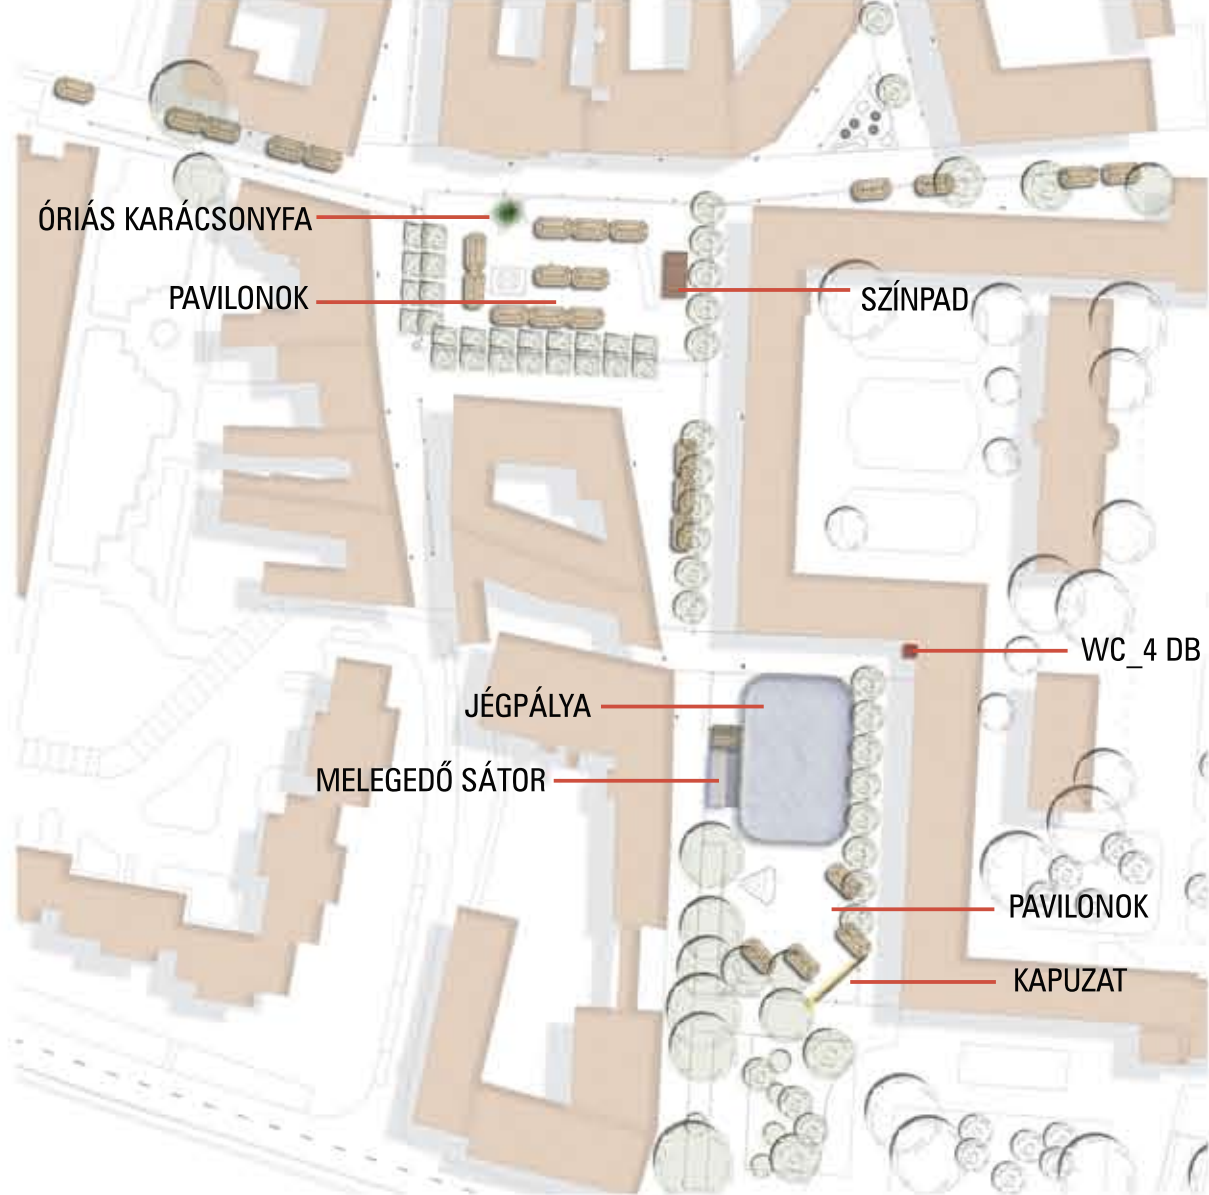 ÓRIÁS KARÁCSONYFA
PAVILONOK
SZÍNPAD
WC_4 DB
JÉGPÁLYA
MELEGEDŐ SÁTOR
PAVILONOK
KAPUZAT